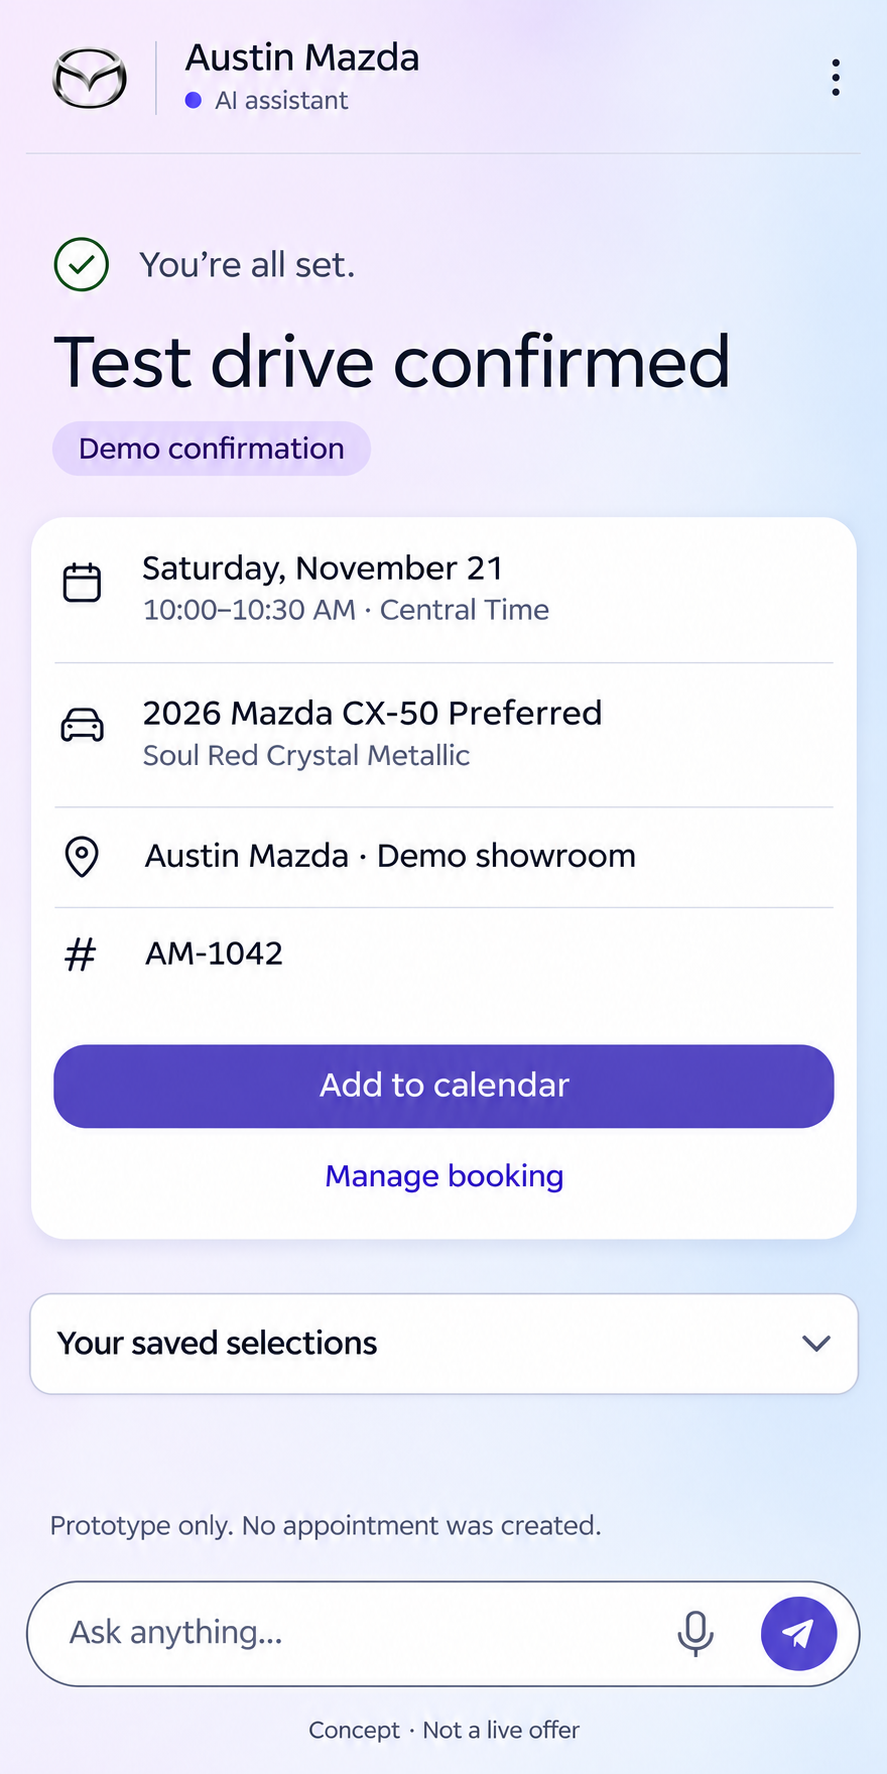 Austin Mazda
AI assistant
You’re all set.
Test drive confirmed
Demo confirmation
Saturday, November 21
10:00–10:30 AM · Central Time
2026 Mazda CX-50 Preferred
Soul Red Crystal Metallic
Austin Mazda · Demo showroom
# AM-1042
Add to calendar
Manage booking
Your saved selections
Prototype only. No appointment was created.
Ask anything...
Concept · Not a live offer